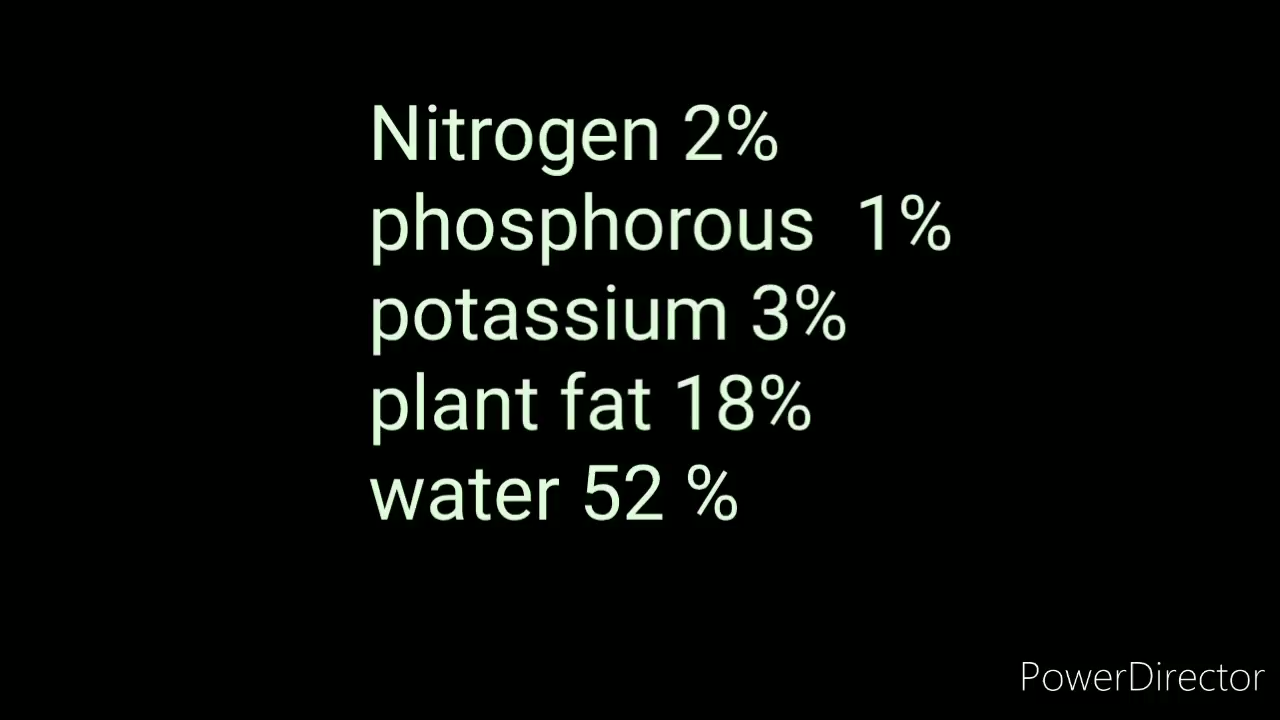 Nitrogen 2%
phosphorous 1%
potassium 3%
plant fat 18%
water 52 %
PowerDirector